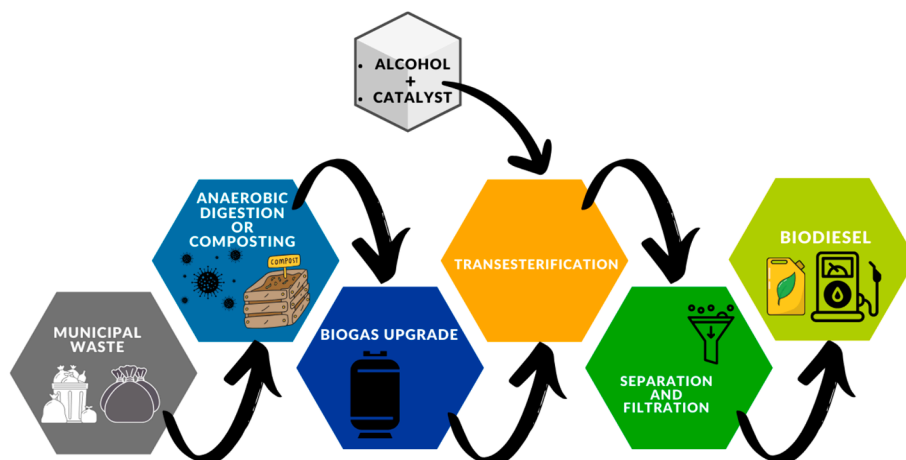 ALCOHOL
+
CATALYST
MUNICIPAL
WASTE
ANAEROBIC
DIGESTION
OR
COMPOSTING
COMPOST
BIOGAS UPGRADE
TRANSESTERIFICATION
SEPARATION
AND
FILTRATION
BIODIESEL